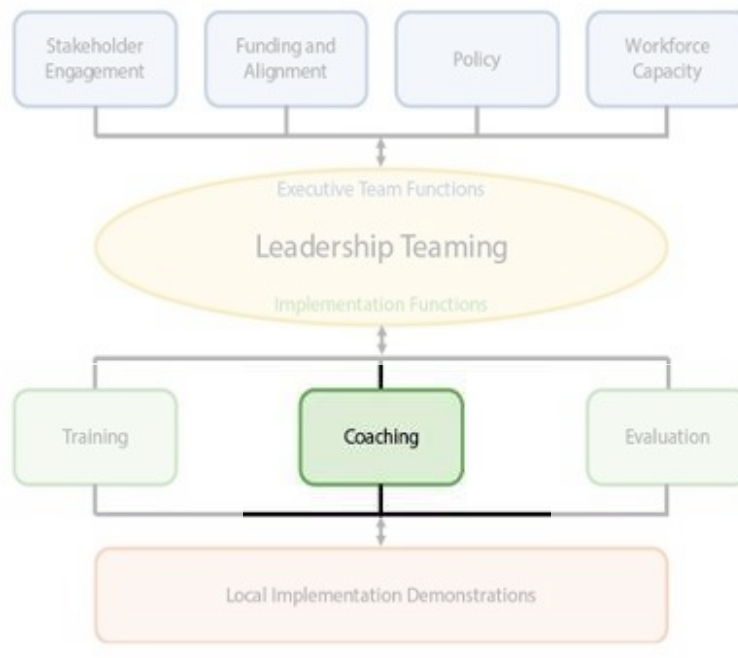 Stakeholder
Engagement
Funding and
Alignment
Policy
Workforce
Capacity
Executive Team Functions
Leadership Teaming
Implementation Functions
Training
Coaching
Evaluation
Local Implementation Demonstrations